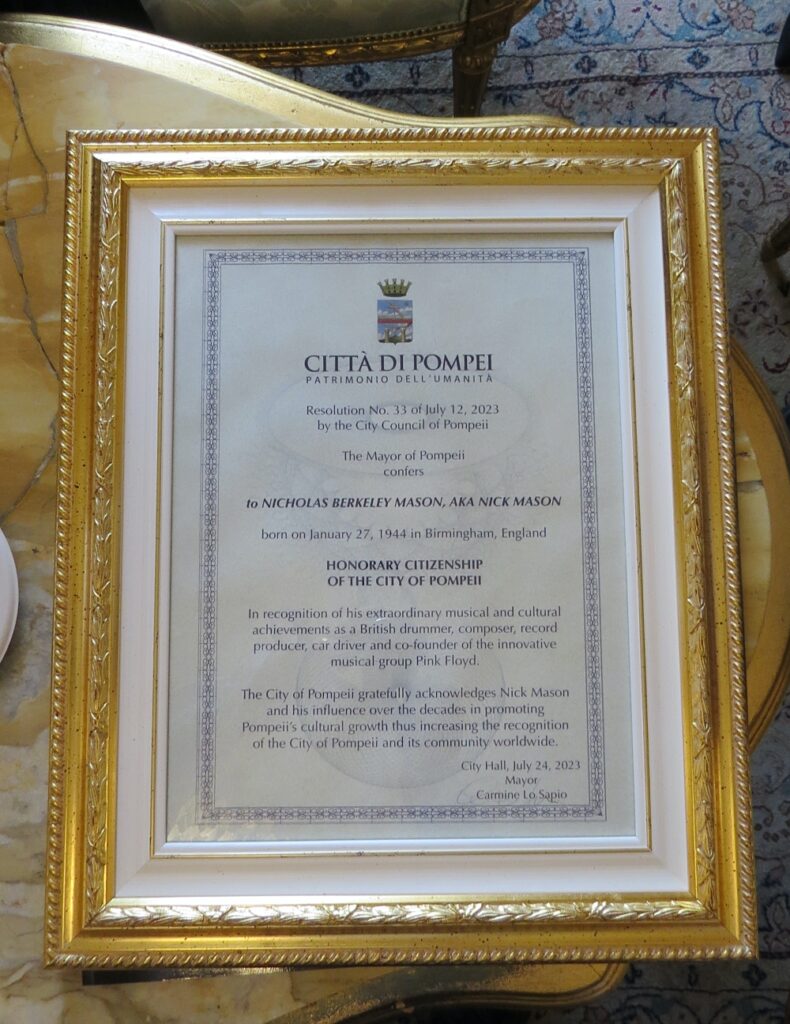 CITTÀ DI POMPEI
PATRIMONIO DELL'UMANITÀ
Resolution No. 33 of July 12, 2023
by the City Council of Pompeii
The Mayor of Pompeii
confers
to NICHOLAS BERKELEY MASON, AKA NICK MASON
born on January 27, 1944 in Birmingham, England
HONORARY CITIZENSHIP
OF THE CITY OF POMPEII
In recognition of his extraordinary musical and cultural
achievements as a British drummer, composer, record
producer, car driver and co-founder of the innovative
musical group Pink Floyd.
The City of Pompeii gratefully acknowledges Nick Mason
and his influence over the decades in promoting
Pompeii's cultural growth thus increasing the recognition
of the City of Pompeii and its community worldwide.
City Hall, July 24, 2023
Mayor
Carmine Lo Sapio